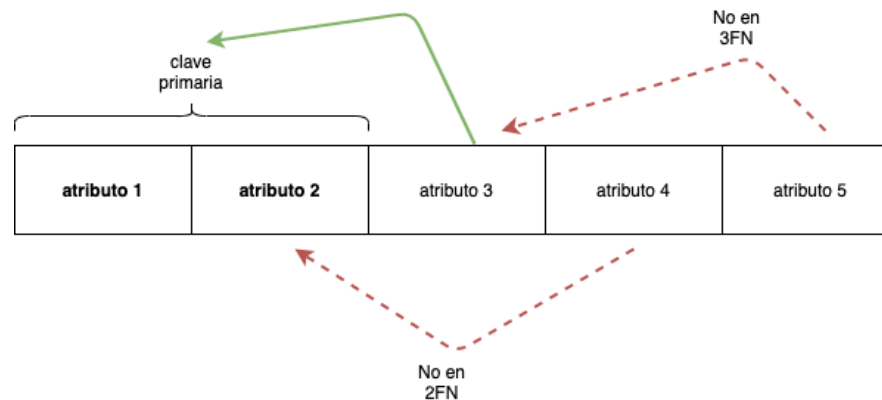 No en
3FN
clave
primaria
atributo 1
atributo 2
atributo 3
atributo 4
atributo 5
No en
2FN